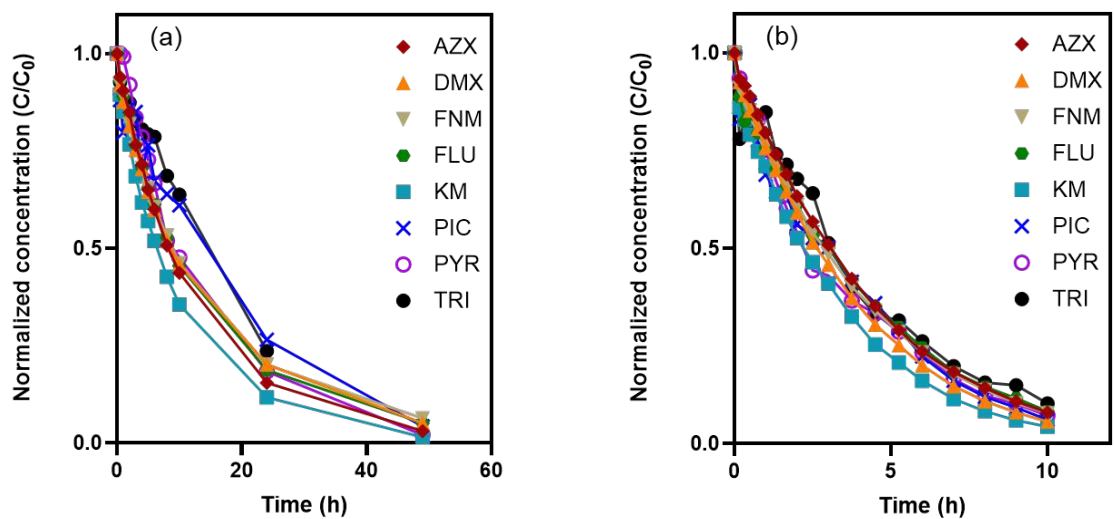 (a)
Normalized concentration (C/C₀)
1.0
0.5
0.0
0
20
40
60
Time (h)
AZX
DMX
FNM
FLU
KM
PIC
PYR
TRI
(b)
Normalized concentration (C/C₀)
1.0
0.5
0.0
0
5
10
Time (h)
AZX
DMX
FNM
FLU
KM
PIC
PYR
TRI